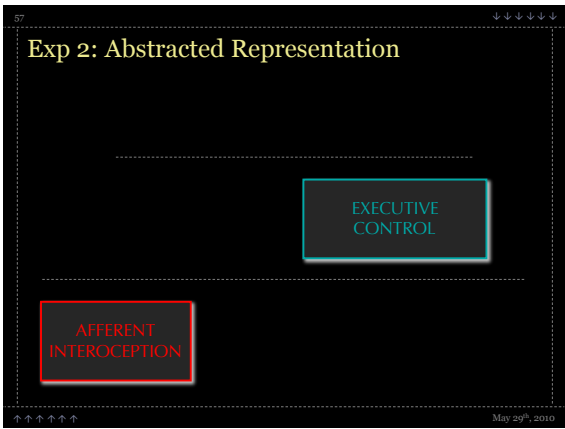 57
↓↓↓↓↓↓
Exp 2: Abstracted Representation
EXECUTIVE
CONTROL
AFFERENT
INTEROCEPTION
↑↑↑↑↑↑
May 29th, 2010